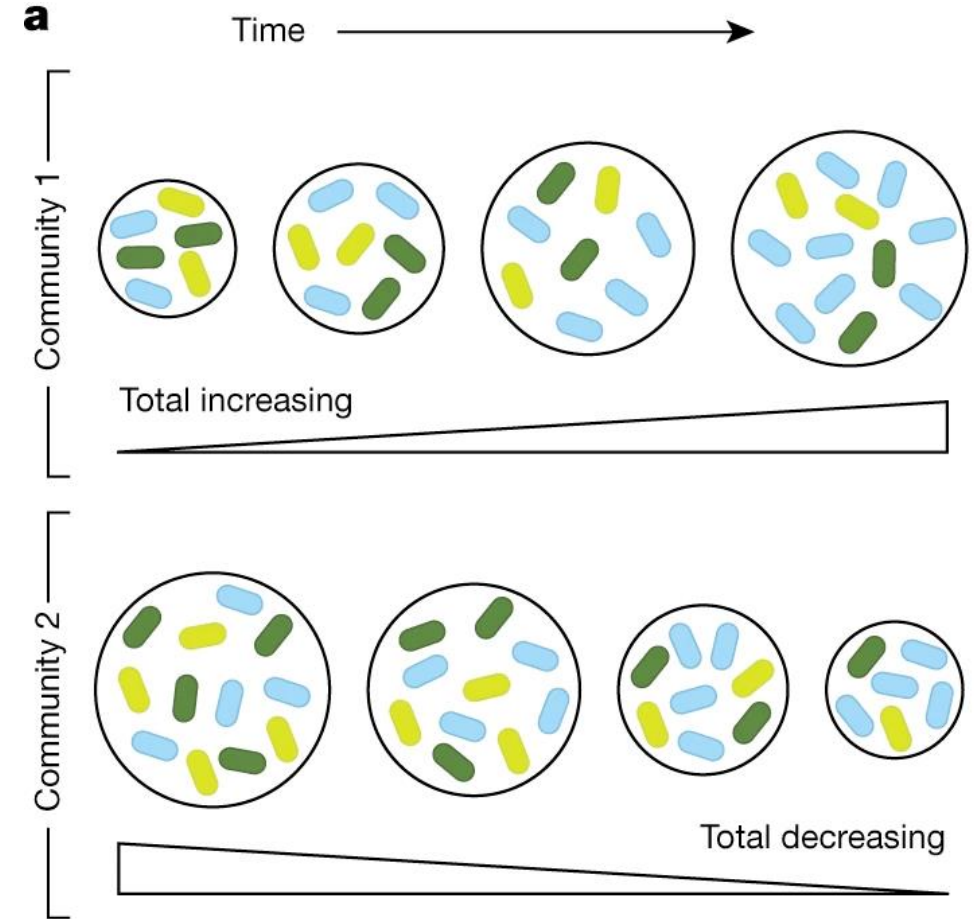 a
Time
Community 1
Total increasing
Community 2
Total decreasing